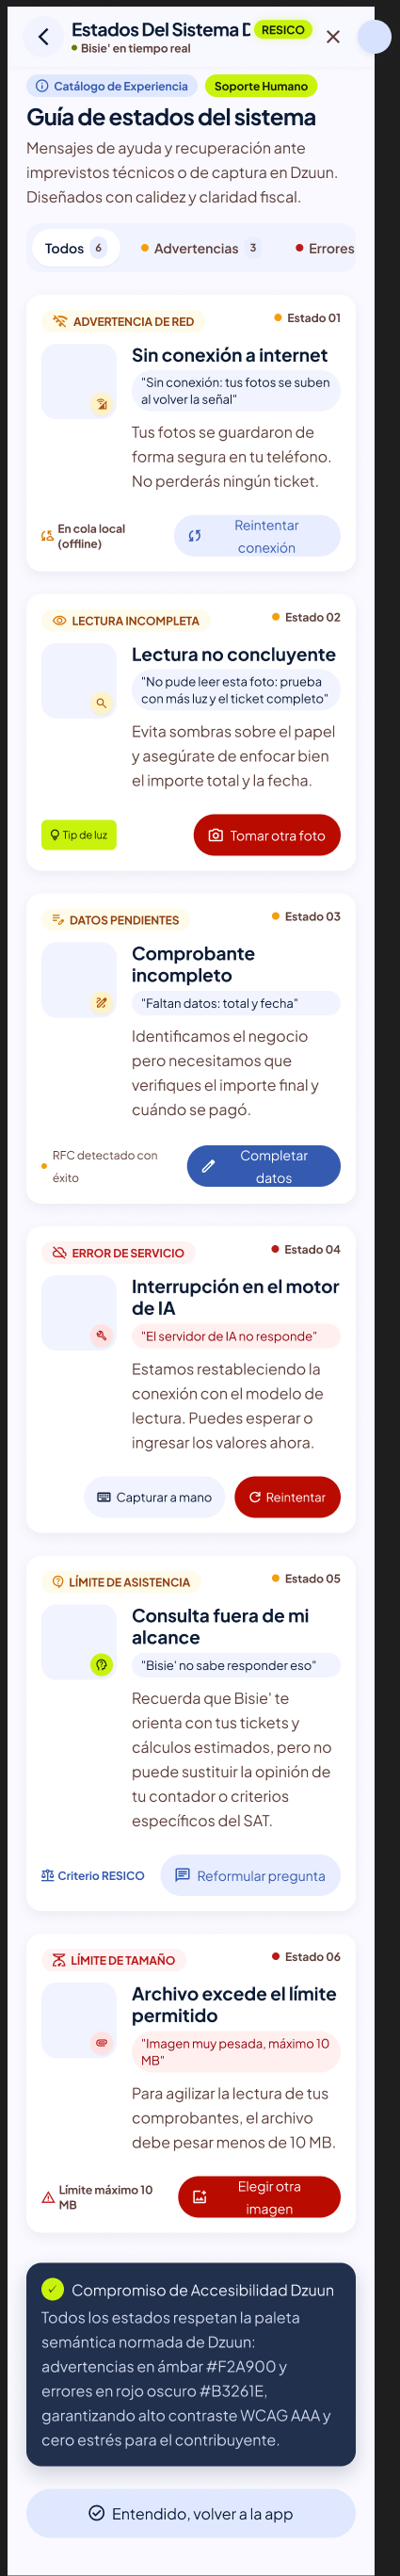 Estados Del Sistema D
RESICO
Bisie' en tiempo real
Catálogo de Experiencia
Soporte Humano
Guía de estados del sistema
Mensajes de ayuda y recuperación ante
imprevistos técnicos o de captura en Dzuun.
Diseñados con calidez y claridad fiscal.
Todos 6
Advertencias 3
Errores
ADVERTENCIA DE RED
Estado 01
Sin conexión a internet
"Sin conexión: tus fotos se suben
al volver la señal"
Tus fotos se guardaron de
forma segura en tu teléfono.
No perderás ningún ticket.
En cola local
(offline)
Reintentar
conexión
LECTURA INCOMPLETA
Estado 02
Lectura no concluyente
"No pude leer esta foto: prueba
con más luz y el ticket completo"
Evita sombras sobre el papel
y asegúrate de enfocar bien
el importe total y la fecha.
Tip de luz
Tomar otra foto
DATOS PENDIENTES
Estado 03
Comprobante
incompleto
"Faltan datos: total y fecha"
Identificamos el negocio
pero necesitamos que
verifiques el importe final y
cuándo se pagó.
RFC detectado con
éxito
Completar
datos
ERROR DE SERVICIO
Estado 04
Interrupción en el motor
de IA
"El servidor de IA no responde"
Estamos restableciendo la
conexión con el modelo de
lectura. Puedes esperar o
ingresar los valores ahora.
Capturar a mano
Reintentar
LÍMITE DE ASISTENCIA
Estado 05
Consulta fuera de mi
alcance
"Bisie' no sabe responder eso"
Recuerda que Bisie' te
orienta con tus tickets y
cálculos estimados, pero no
puede sustituir la opinión de
tu contador o criterios
específicos del SAT.
Criterio RESICO
Reformular pregunta
LÍMITE DE TAMAÑO
Estado 06
Archivo excede el límite
permitido
"Imagen muy pesada, máximo 10
MB"
Para agilizar la lectura de tus
comprobantes, el archivo
debe pesar menos de 10 MB.
Límite máximo 10
MB
Elegir otra
imagen
Compromiso de Accesibilidad Dzuun
Todos los estados respetan la paleta
semántica normada de Dzuun:
advertencias en ámbar #F2A900 y
errores en rojo oscuro #B3261E,
garantizando alto contraste WCAG AAA y
cero estrés para el contribuyente.
Entendido, volver a la app